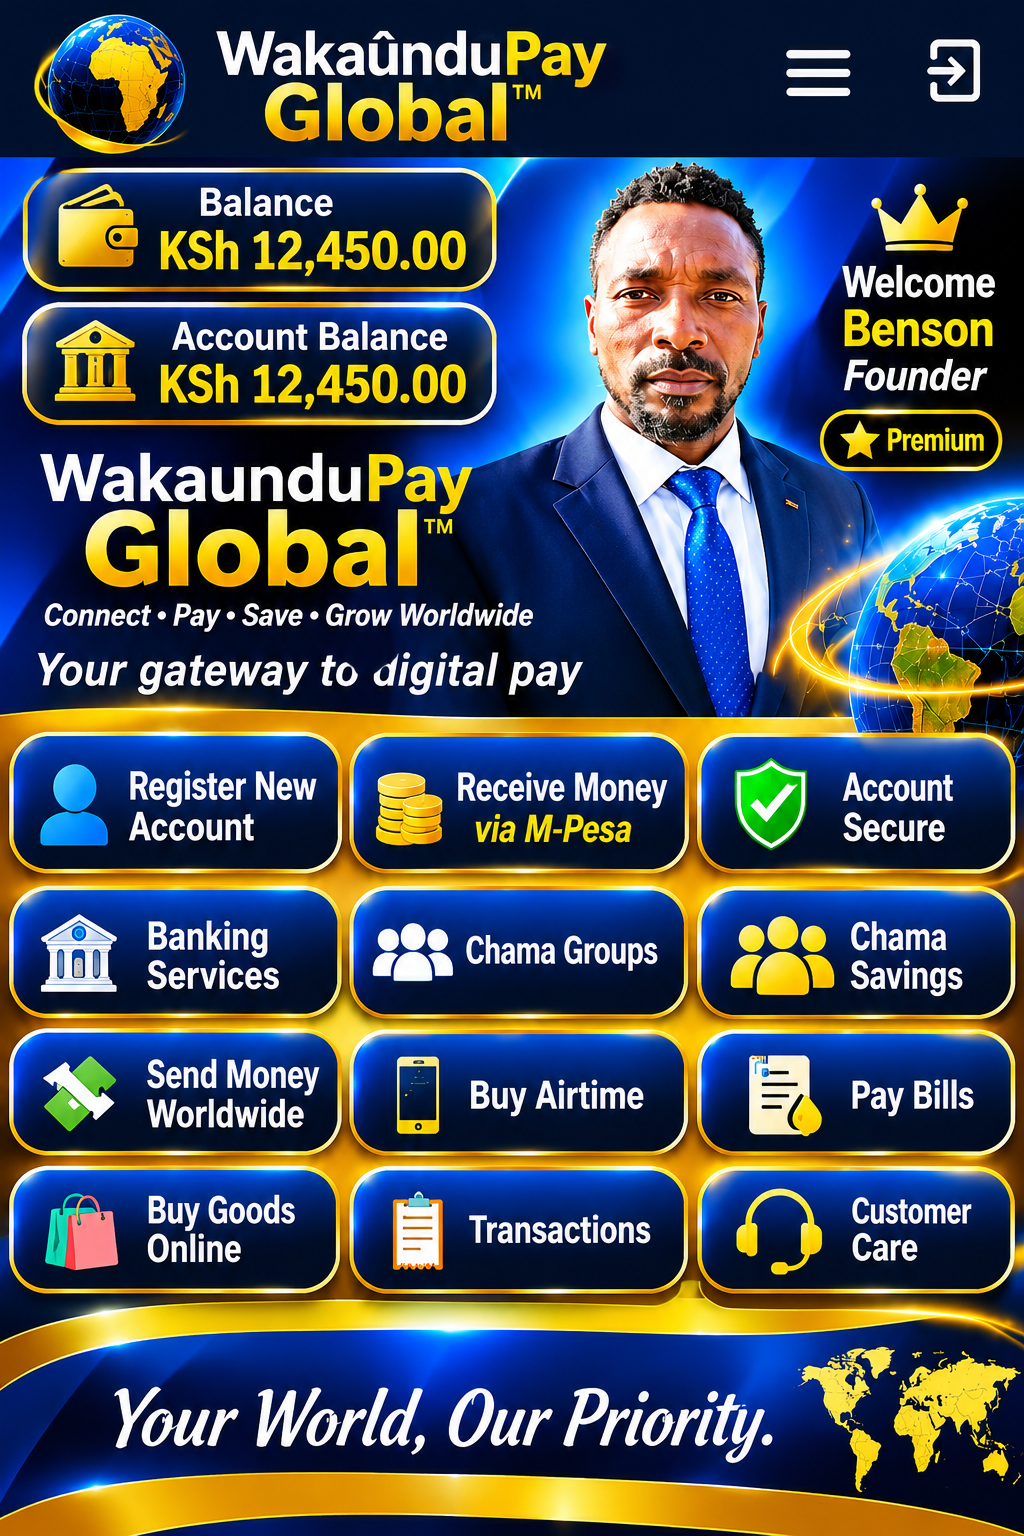 WakaûnduPay
Global™
Balance
KSh 12,450.00
Account Balance
KSh 12,450.00
Welcome
Benson
Founder
Premium
WakaunduPay
Global™
Connect • Pay • Save • Grow Worldwide
Your gateway to digital pay
Register New
Account
Receive Money
via M-Pesa
Account
Secure
Banking
Services
Chama Groups
Chama
Savings
Send Money
Worldwide
Buy Airtime
Pay Bills
Buy Goods
Online
Transactions
Customer
Care
Your World, Our Priority.